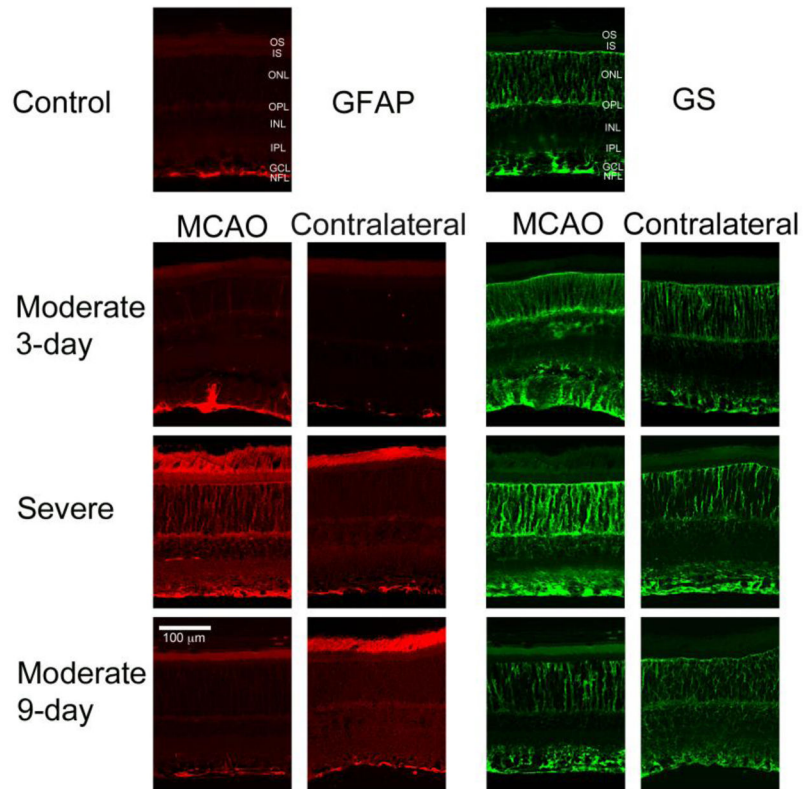 OS
IS
ONL
OPL
INL
IPL
GCL
NFL
OS
IS
ONL
OPL
INL
IPL
GCL
NFL
Control
GFAP
GS
MCAO Contralateral
MCAO Contralateral
Moderate
3-day
Severe
100 μm
Moderate
9-day